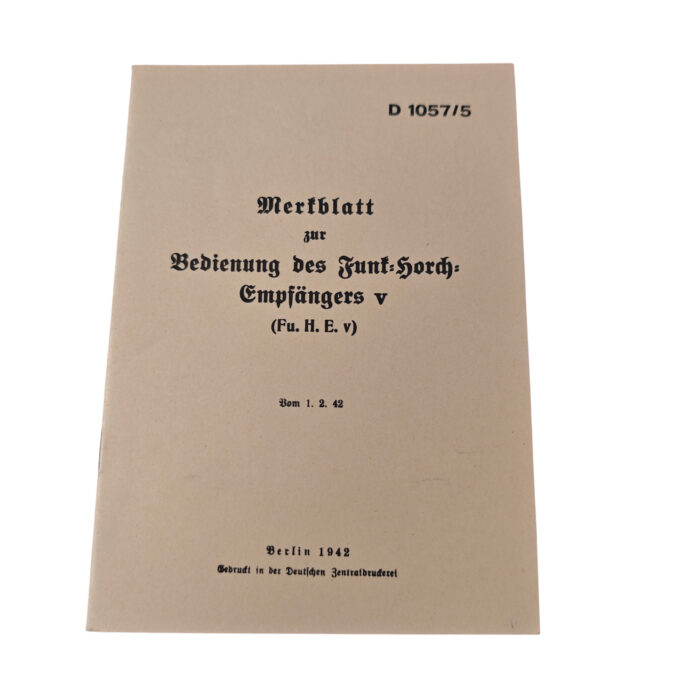 D 1057/5
Merkblatt
zur
Bedienung des Funk-Horch-
Empfängers v
(Fu. H. E. v)
Vom 1. 2. 42
Berlin 1942
Gedruckt in der Deutschen Zentraldruckerei